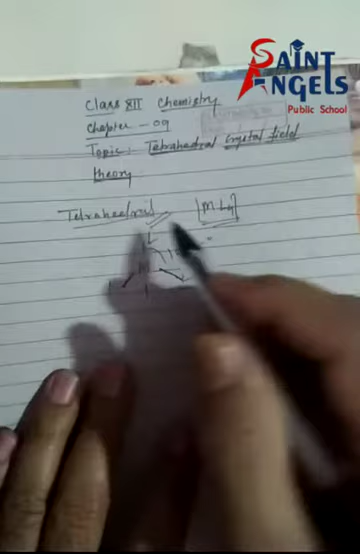 SAINT
ANGELS
Public School
Class XII Chemistry
Chapter - 09
Topic: Tetrahedral Crystal field
theory
Tetrahedral
ML4
L
M